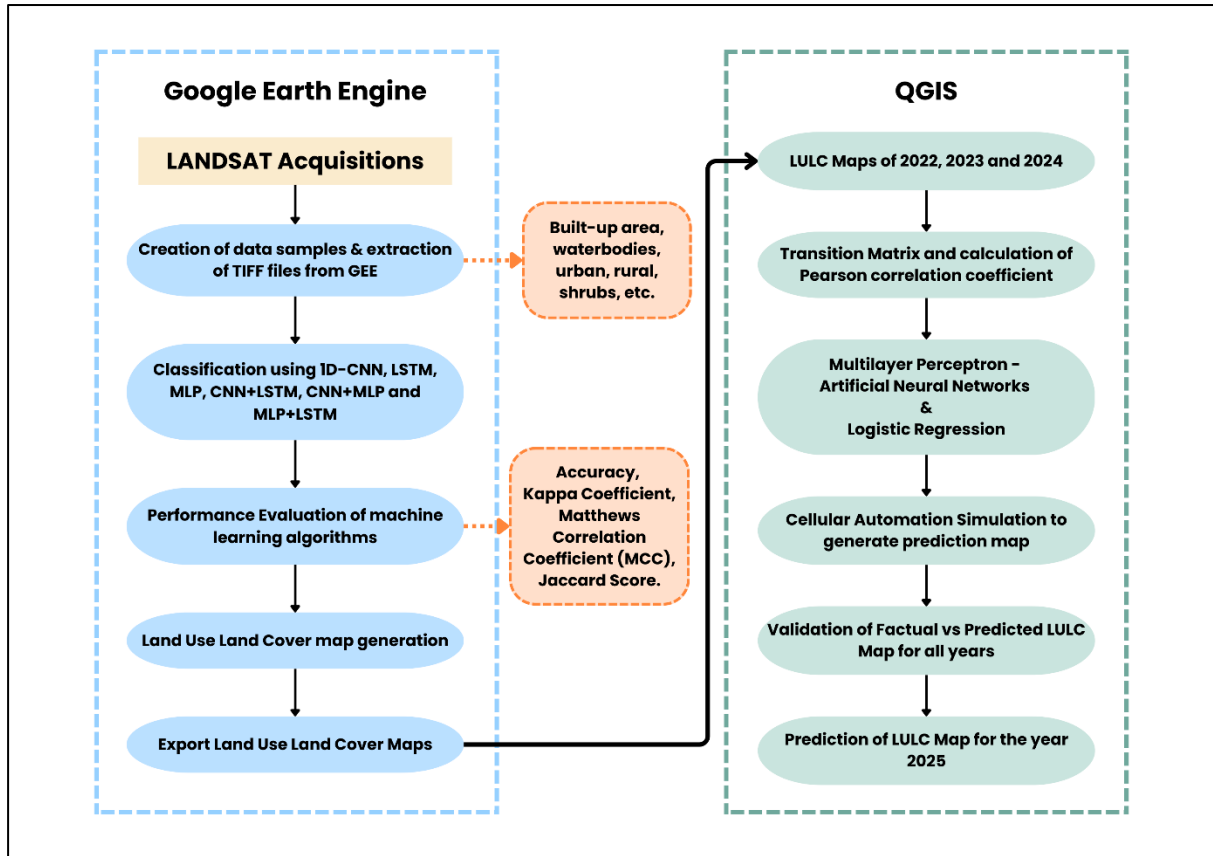 Google Earth Engine
LANDSAT Acquisitions
Creation of data samples & extraction
of TIFF files from GEE
Built-up area,
waterbodies,
urban, rural,
shrubs, etc.
Classification using 1D-CNN, LSTM,
MLP, CNN+LSTM, CNN+MLP and
MLP+LSTM
Performance Evaluation of machine
learning algorithms
Accuracy,
Kappa Coefficient,
Matthews
Correlation
Coefficient (MCC),
Jaccard Score.
Land Use Land Cover map generation
Export Land Use Land Cover Maps
QGIS
LULC Maps of 2022, 2023 and 2024
Transition Matrix and calculation of
Pearson correlation coefficient
Multilayer Perceptron -
Artificial Neural Networks
&
Logistic Regression
Cellular Automation Simulation to
generate prediction map
Validation of Factual vs Predicted LULC
Map for all years
Prediction of LULC Map for the year
2025